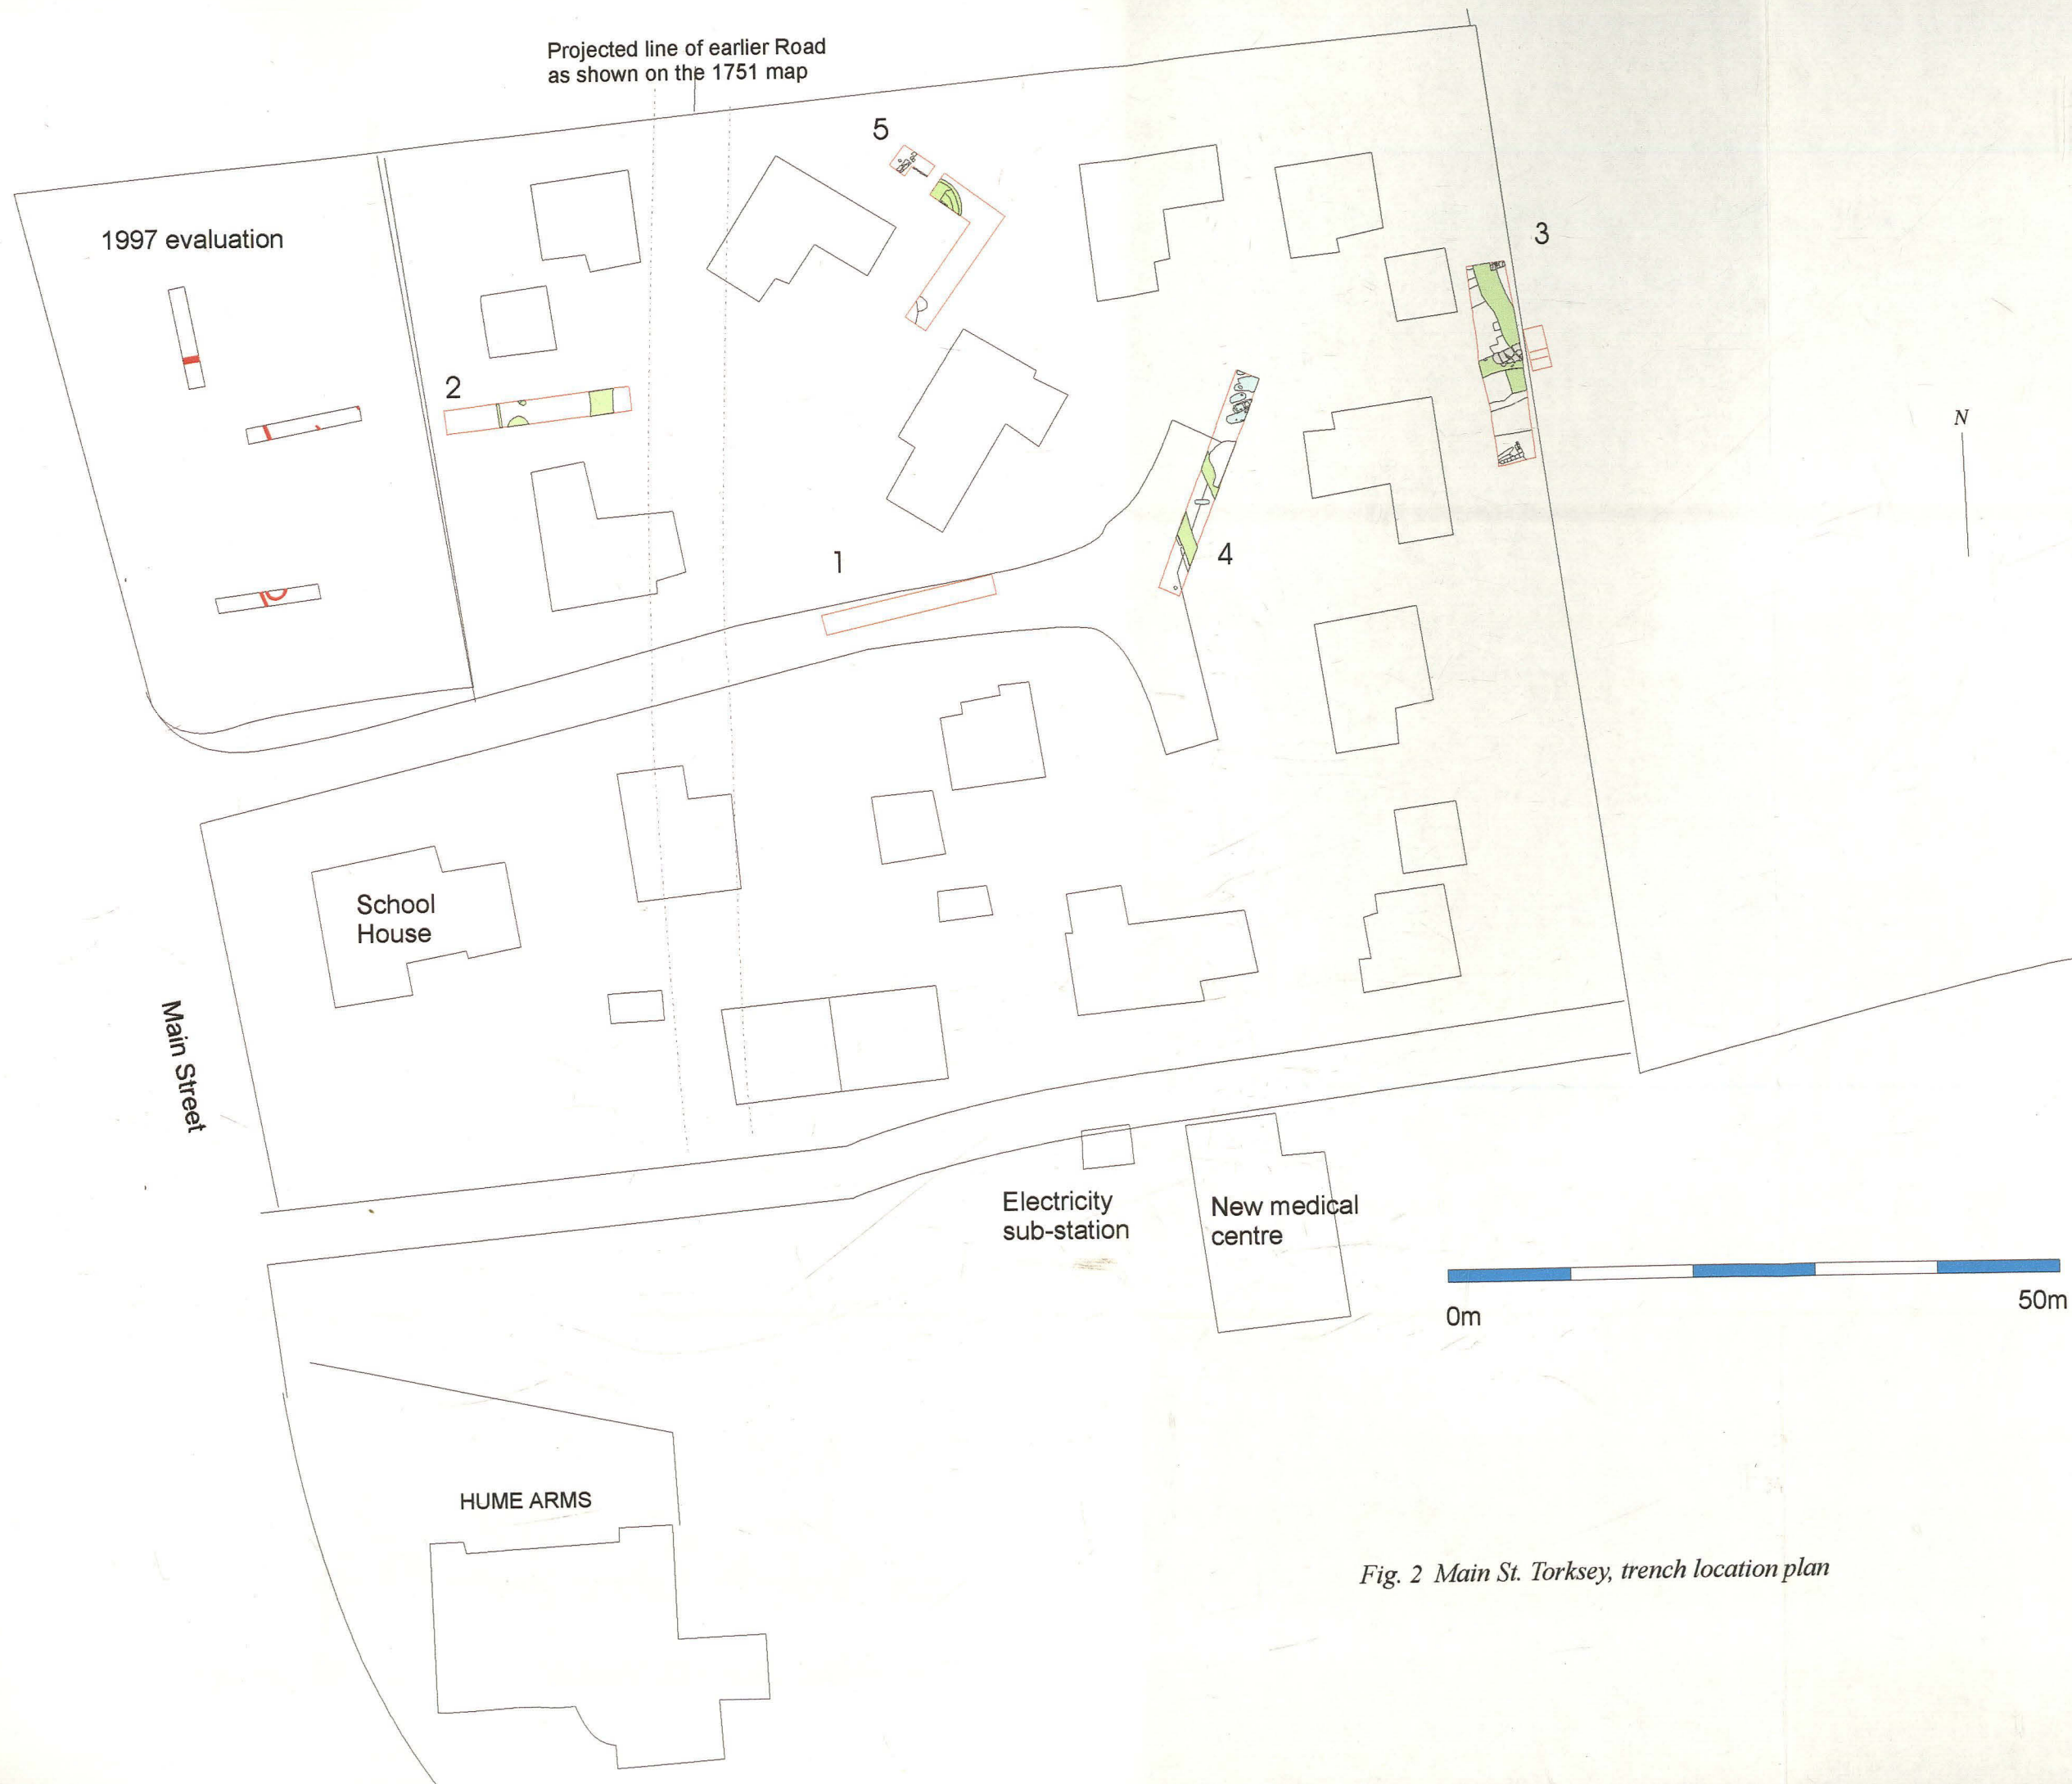 Projected line of earlier Road
as shown on the 1751 map
5
1997 evaluation
3
2
N
1
4
School
House
Main Street
Electricity
sub-station
New medical
centre
0m
50m
HUME ARMS
Fig. 2 Main St. Torksey, trench location plan